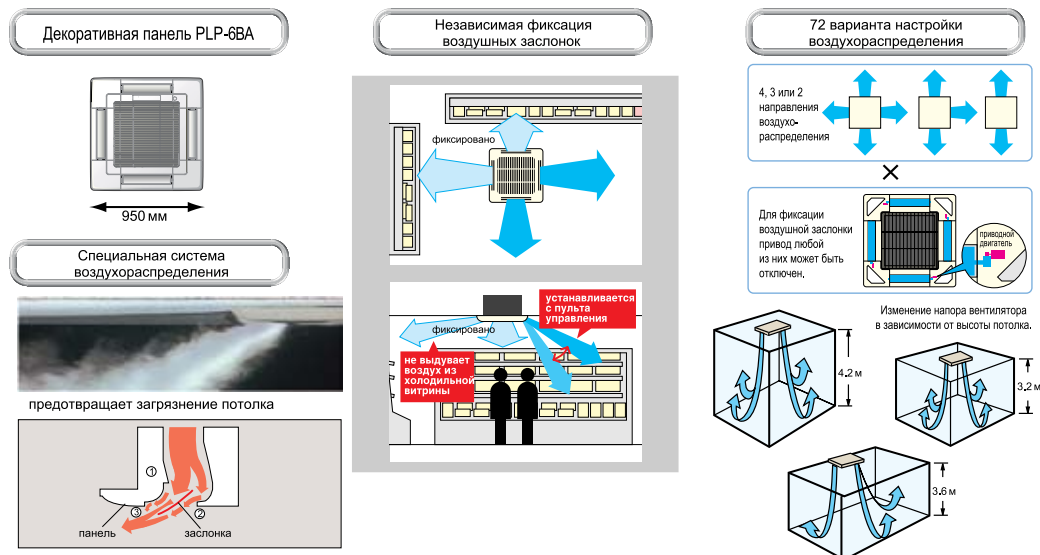 Декоративная панель PLP-6BA
950 мм
Специальная система
воздухораспределения
предотвращает загрязнение потолка
①
③
②
панель
заслонка
Независимая фиксация
воздушных заслонок
фиксировано
фиксировано
устанавливается
с пульта
управления
не выдувает
воздух из
холодильной
витрины
72 варианта настройки
воздухораспределения
4, 3 или 2
направления
воздухо-
распределения
×
Для фиксации
воздушной заслонки
привод любой
из них может быть
отключен.
приводной
двигатель
Изменение напора вентилятора
в зависимости от высоты потолка.
4.2 м
3.2 м
3.6 м